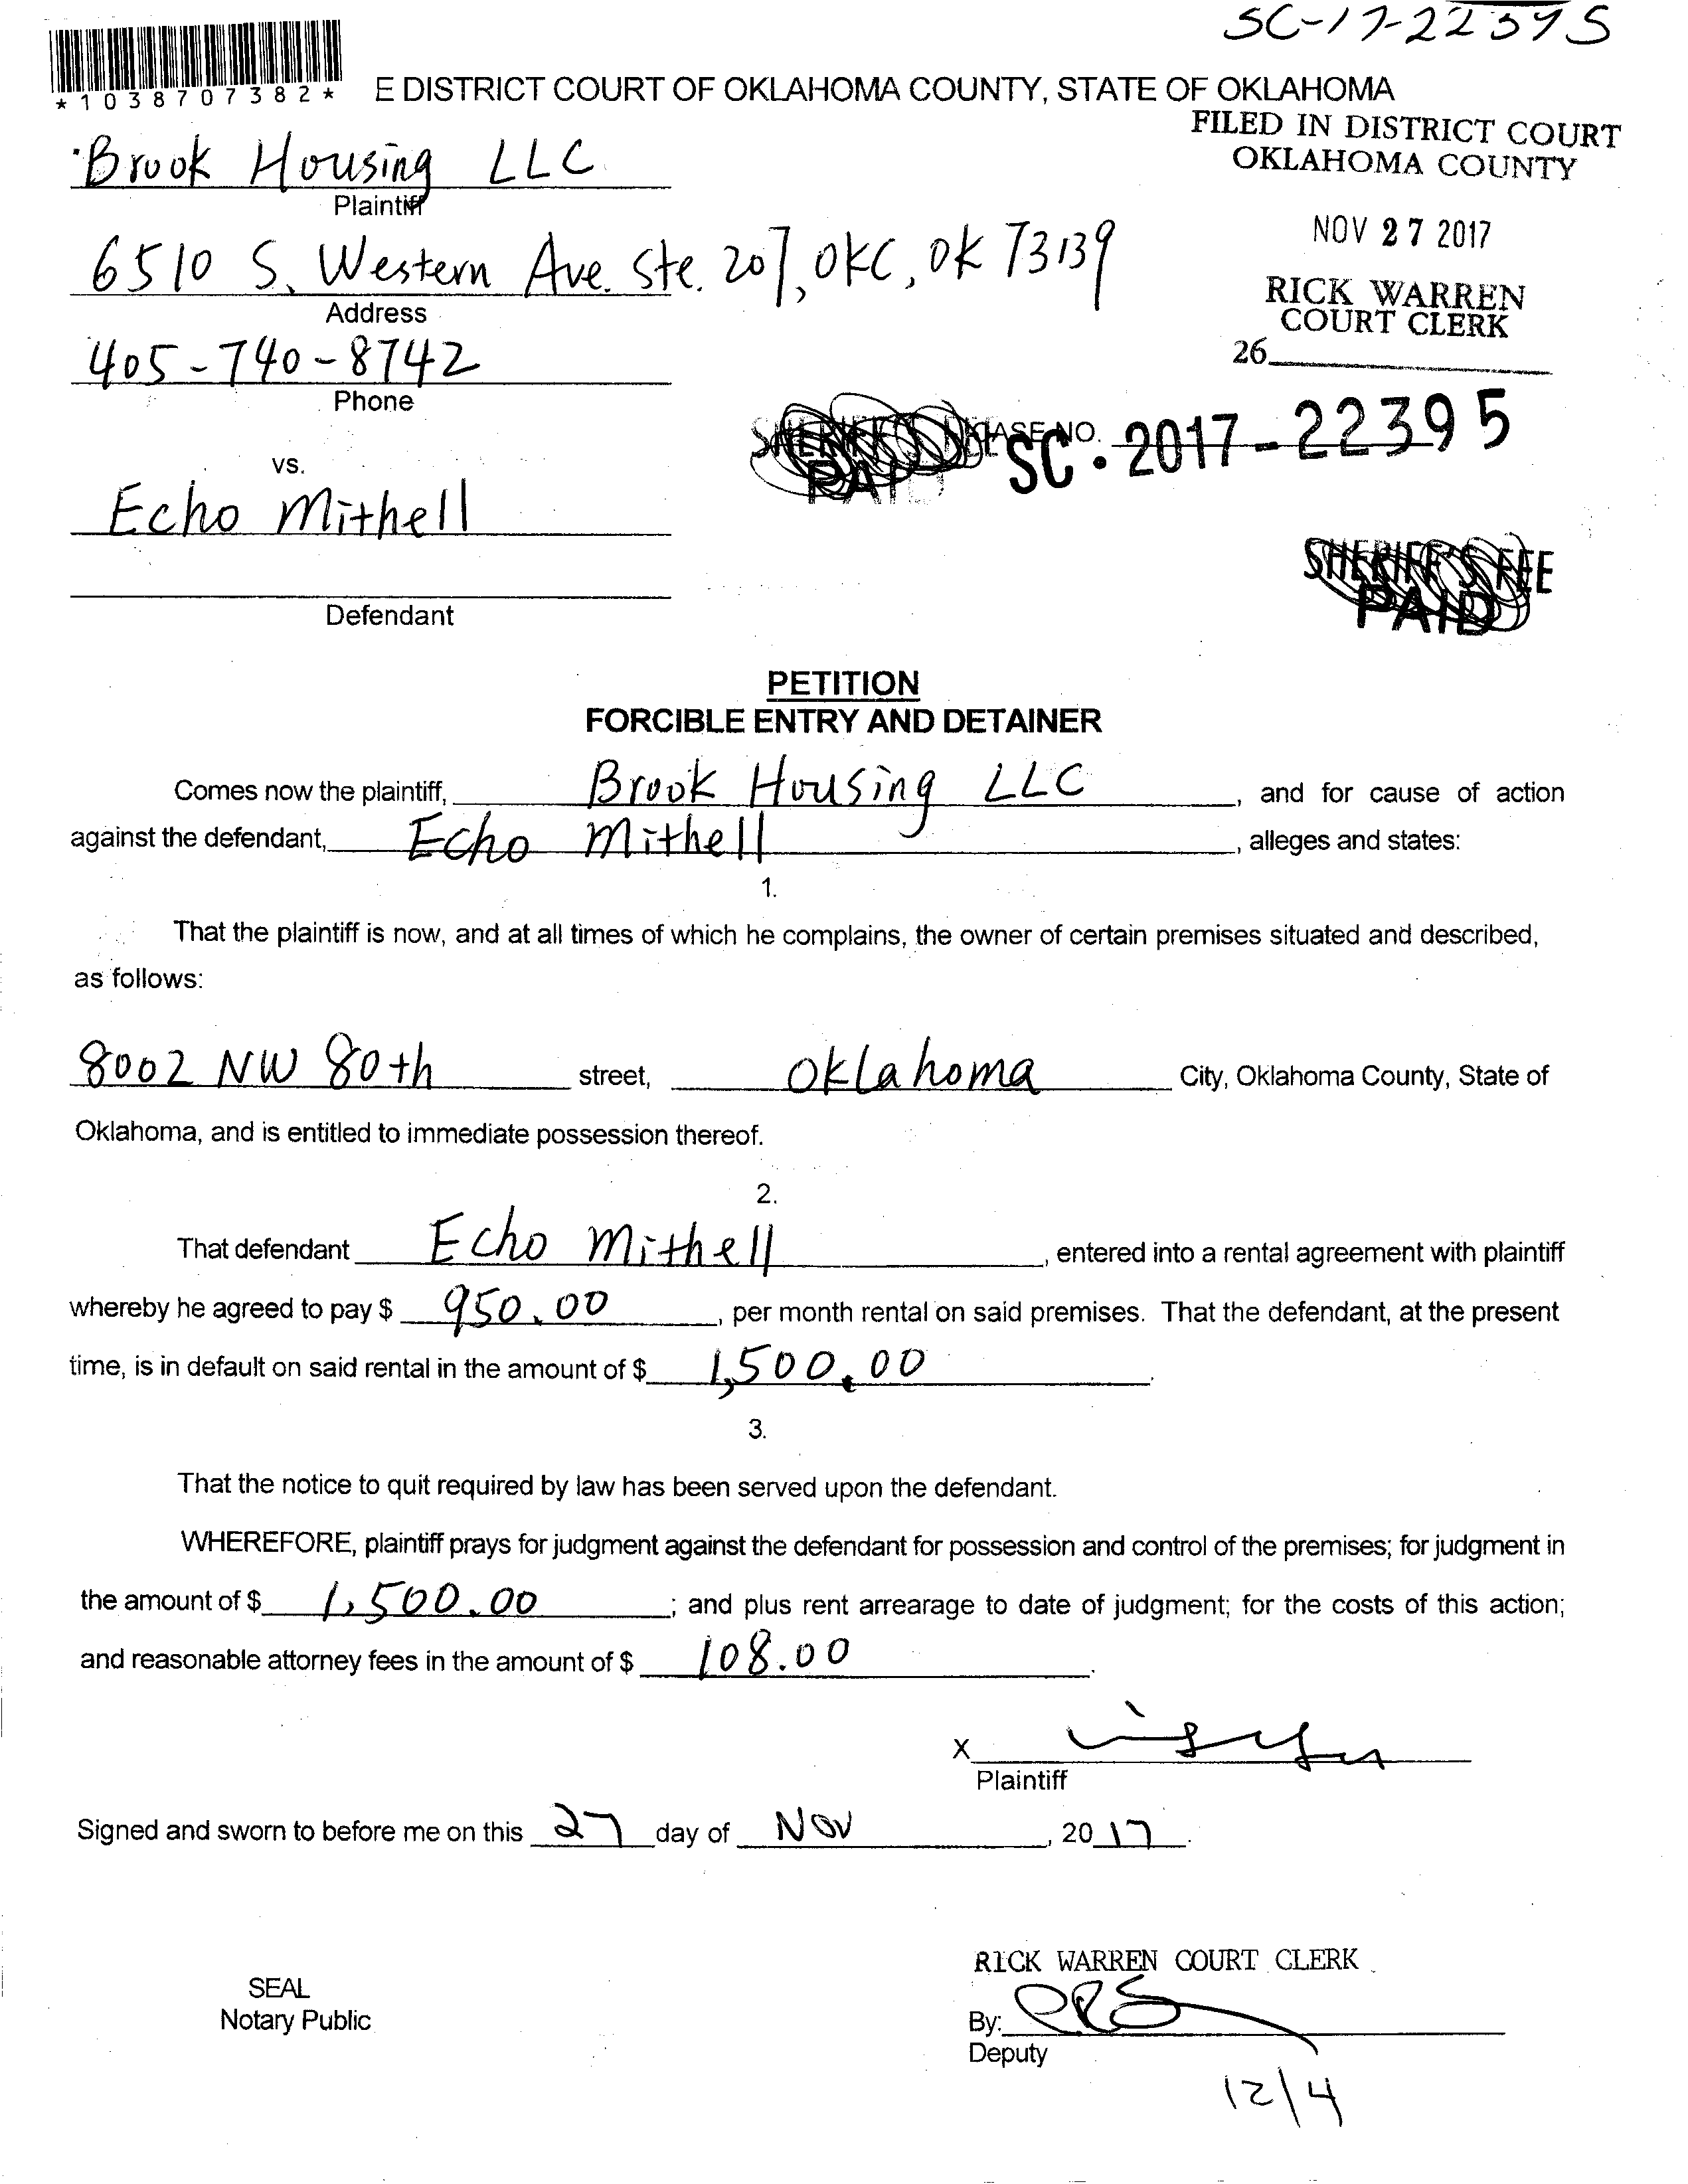 SC-17-22395
*1038707382*
E DISTRICT COURT OF OKLAHOMA COUNTY, STATE OF OKLAHOMA
FILED IN DISTRICT COURT
OKLAHOMA COUNTY
Brook Housing LLC
Plaintiff
NOV 27 2017
6510 S. Western Ave. Ste. 207, OKC, OK 73139
Address
RICK WARREN
COURT CLERK
405-740-8742
Phone
26
SHERIFF'S FEE
PAID
CASE NO. SC-2017-22395
vs.
Echo Mithell
SHERIFF'S FEE
PAID
Defendant
PETITION
FORCIBLE ENTRY AND DETAINER
Comes now the plaintiff, Brook Housing LLC, and for cause of action
against the defendant, Echo Mithell, alleges and states:
1.
That the plaintiff is now, and at all times of which he complains, the owner of certain premises situated and described,
as follows:
8002 NW 80th street, Oklahoma City, Oklahoma County, State of
Oklahoma, and is entitled to immediate possession thereof.
2.
That defendant Echo Mithell, entered into a rental agreement with plaintiff
whereby he agreed to pay $ 950.00, per month rental on said premises. That the defendant, at the present
time, is in default on said rental in the amount of $ 1,500.00.
3.
That the notice to quit required by law has been served upon the defendant.
WHEREFORE, plaintiff prays for judgment against the defendant for possession and control of the premises; for judgment in
the amount of $ 1,500.00; and plus rent arrearage to date of judgment; for the costs of this action;
and reasonable attorney fees in the amount of $ 108.00.
X
Plaintiff
Signed and sworn to before me on this 27 day of Nov, 2017.
RICK WARREN COURT CLERK
SEAL
Notary Public
By:
Deputy
12/4